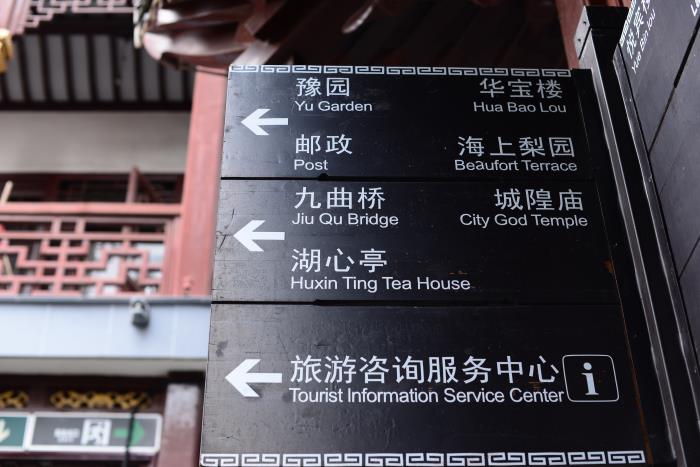 豫园 华宝楼
Yu Garden Hua Bao Lou
邮政 海上梨园
Post Beaufort Terrace
九曲桥 城隍庙
Jiu Qu Bridge City God Temple
湖心亭
Huxin Ting Tea House
旅游咨询服务中心 i
Tourist Information Service Center